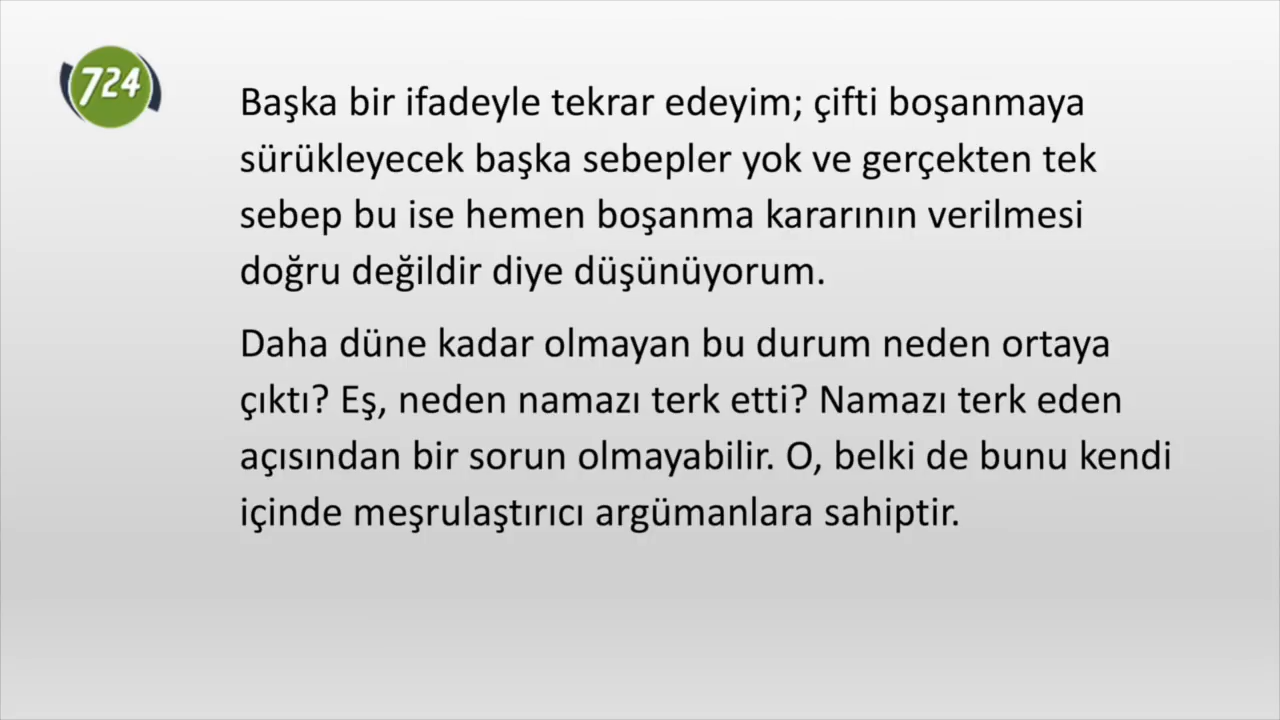 724
Başka bir ifadeyle tekrar edeyim; çifti boşanmaya
sürükleyecek başka sebepler yok ve gerçekten tek
sebep bu ise hemen boşanma kararının verilmesi
doğru değildir diye düşünüyorum.
Daha düne kadar olmayan bu durum neden ortaya
çıktı? Eş, neden namazı terk etti? Namazı terk eden
açısından bir sorun olmayabilir. O, belki de bunu kendi
içinde meşrulaştırıcı argümanlara sahiptir.